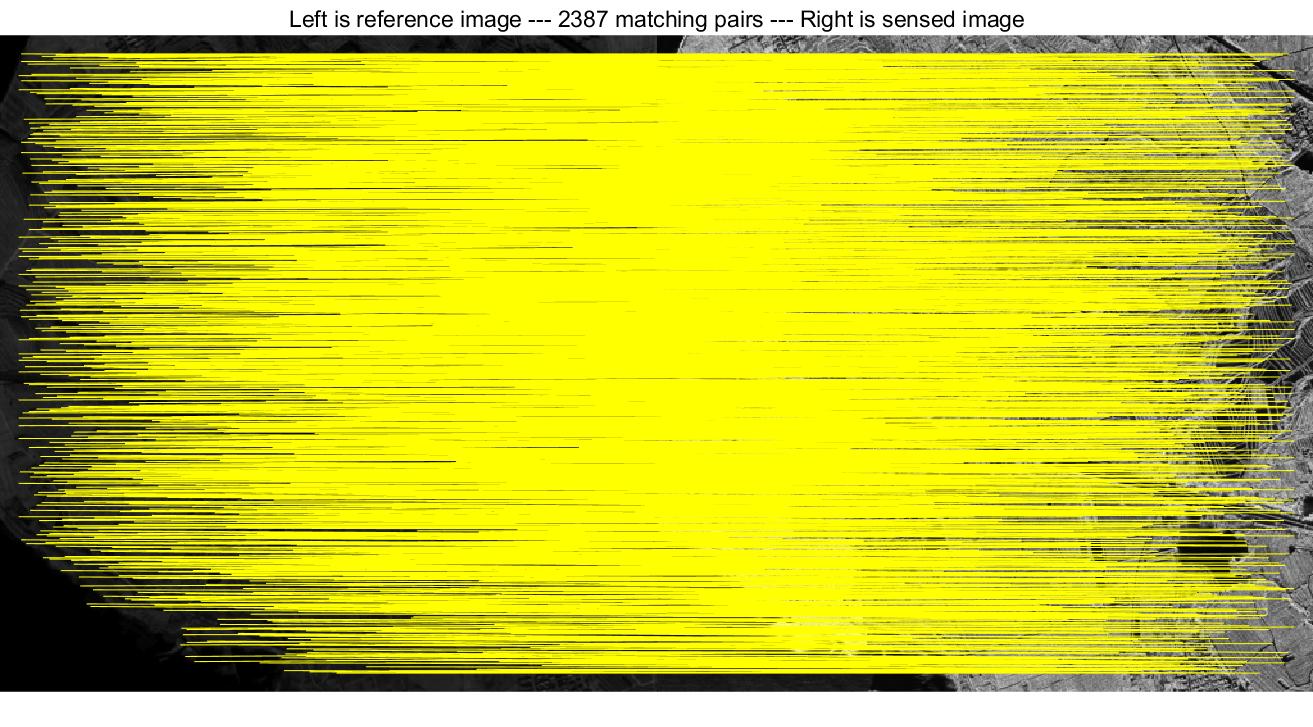 Left is reference image --- 2387 matching pairs --- Right is sensed image